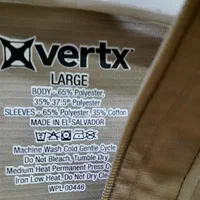 vertx
LARGE
BODY - 65% Polyester,
35% 37.5® Polyester
SLEEVES - 65% Polyester, 35% Cotton
MADE IN EL SALVADOR
Machine Wash Cold Gentle Cycle
Do Not Bleach, Tumble Dry
Medium Heat Permanent Press Cy
Iron Low Heat, Do Not Dry Clean
WPL 00446